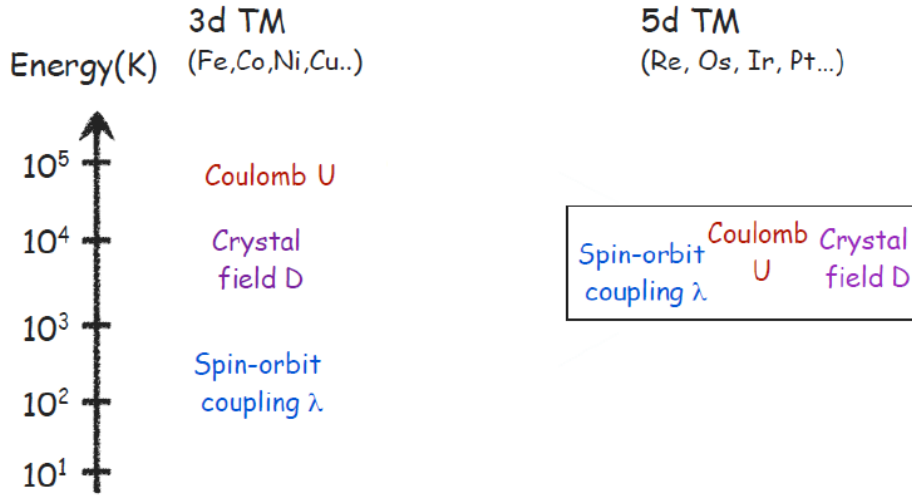 3d TM
5d TM
Energy(K)
(Fe,Co,Ni,Cu..)
(Re, Os, Ir, Pt...)
10⁵
Coulomb U
10⁴
Crystal
field D
Spin-orbit
coupling λ
Coulomb
U
Crystal
field D
10³
Spin-orbit
coupling λ
10²
10¹